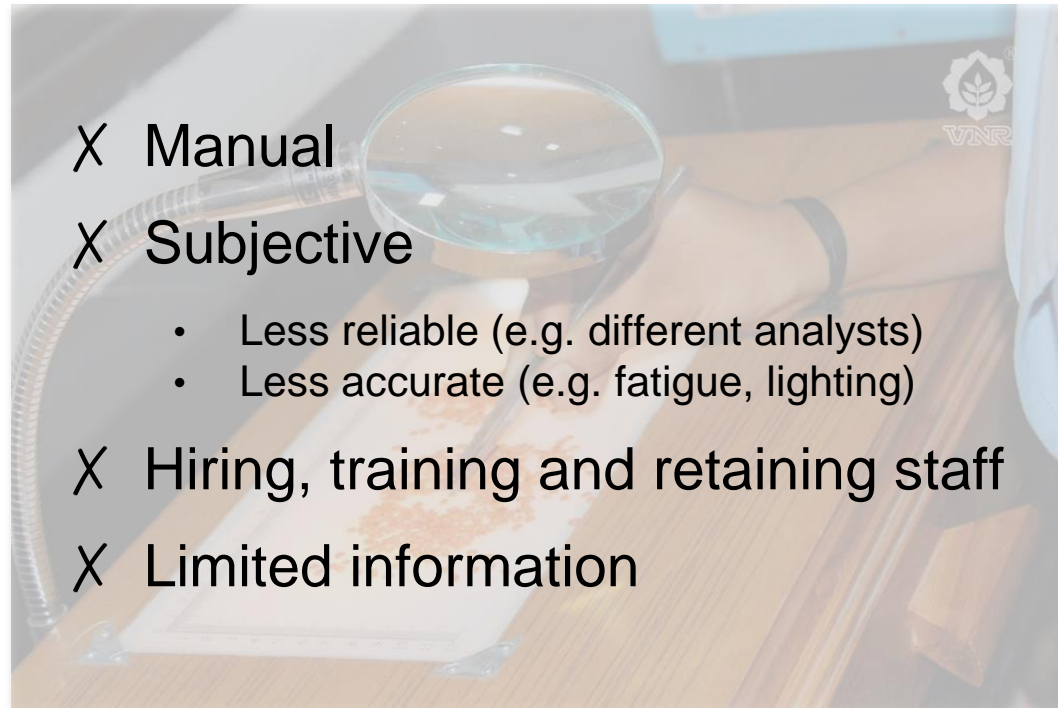 VNR
✗ Manual
✗ Subjective
• Less reliable (e.g. different analysts)
• Less accurate (e.g. fatigue, lighting)
✗ Hiring, training and retaining staff
✗ Limited information